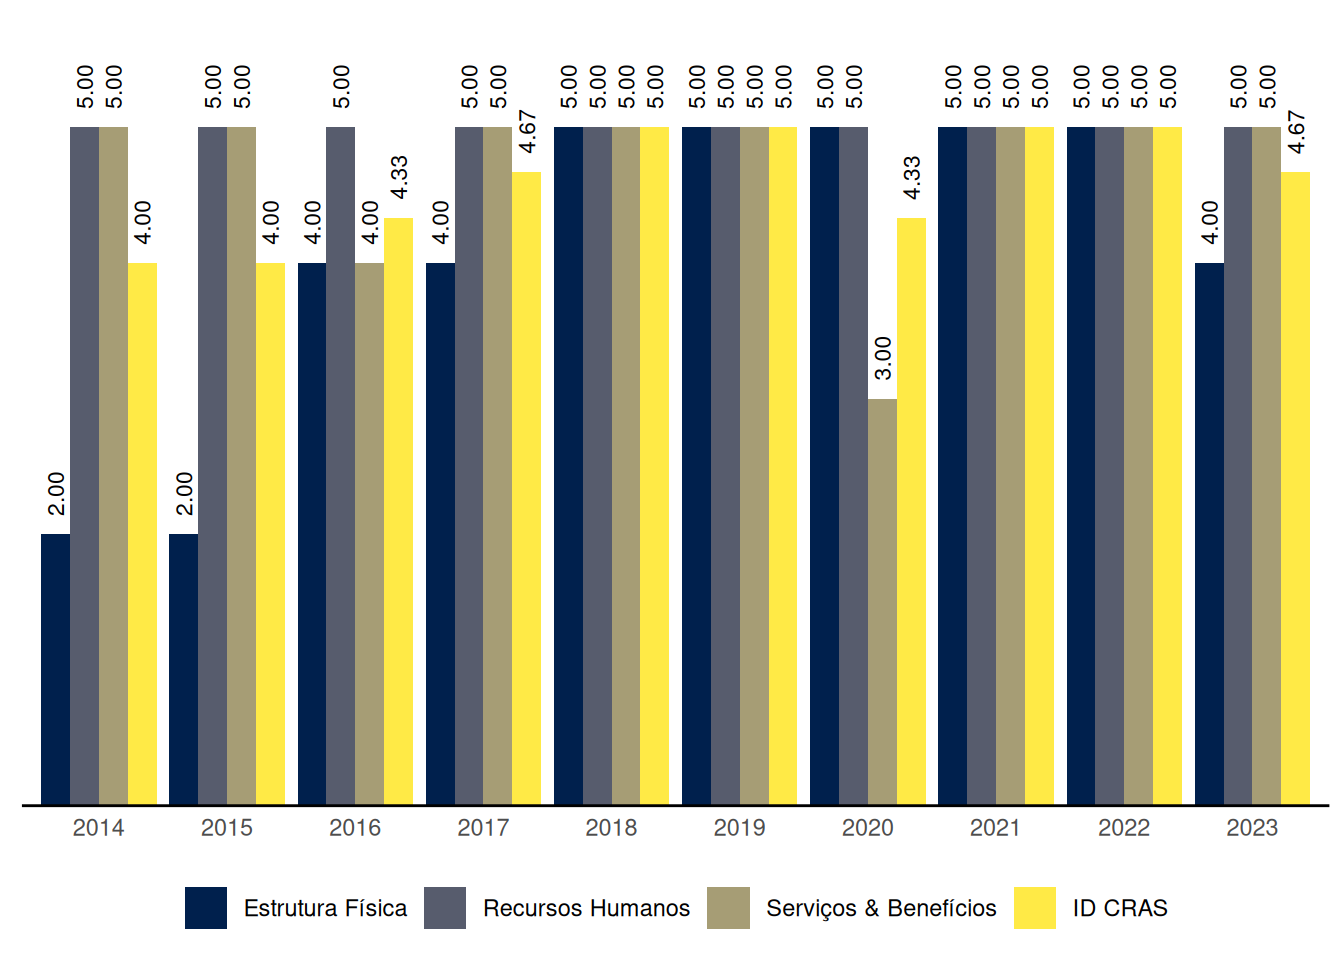 5.00 5.00 5.00 5.00 5.00 5.00 5.00 5.00 5.00 5.00 5.00 5.00 5.00 5.00 5.00 5.00 5.00 5.00 5.00 5.00 5.00 5.00 5.00 5.00 5.00 5.00 5.00
4.67 4.67
4.33 4.33
4.00 4.00 4.00 4.00 4.00 4.00
3.00
2.00 2.00
2014 2015 2016 2017 2018 2019 2020 2021 2022 2023
Estrutura Física Recursos Humanos Serviços & Benefícios ID CRAS